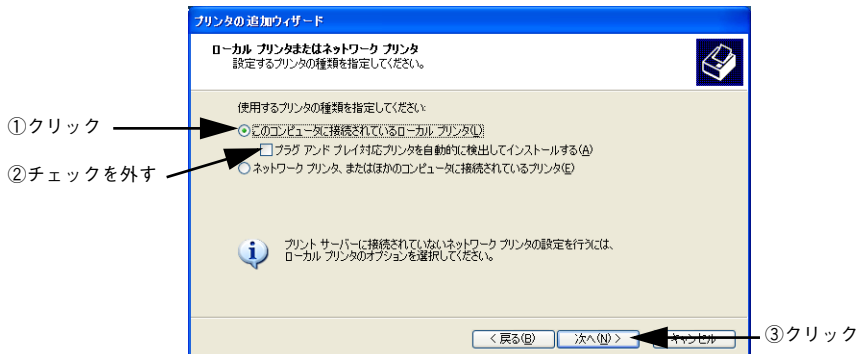 プリンタの追加ウィザード
ローカル プリンタまたはネットワーク プリンタ
設定するプリンタの種類を指定してください。
使用するプリンタの種類を指定してください:
①クリック
このコンピュータに接続されているローカル プリンタ(L)
プラグ アンド プレイ対応プリンタを自動的に検出してインストールする(A)
②チェックを外す
ネットワーク プリンタ、またはほかのコンピュータに接続されているプリンタ(E)
プリント サーバーに接続されていないネットワーク プリンタの設定を行うには、
ローカル プリンタのオプションを選択してください。
< 戻る(B)
次へ(N) >
キャンセル
③クリック